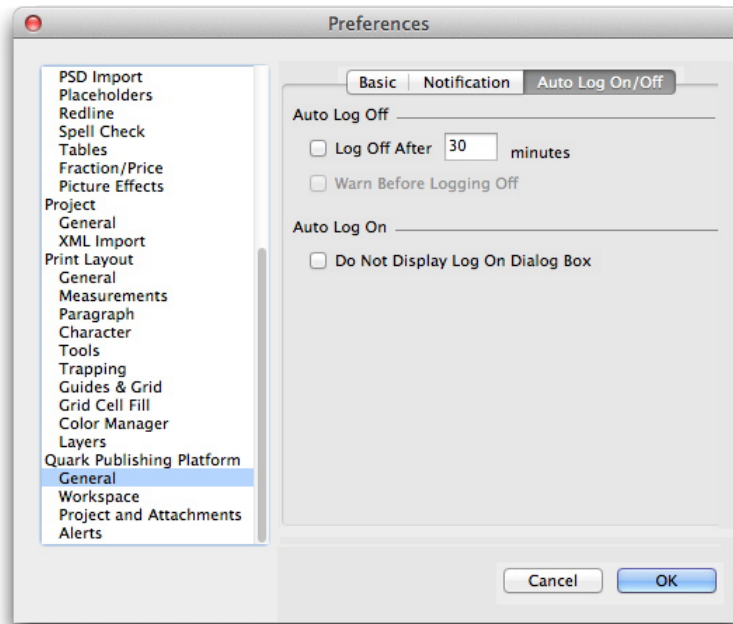 Preferences
PSD Import
Placeholders
Redline
Spell Check
Tables
Fraction/Price
Picture Effects
Project
General
XML Import
Print Layout
General
Measurements
Paragraph
Character
Tools
Trapping
Guides & Grid
Grid Cell Fill
Color Manager
Layers
Quark Publishing Platform
General
Workspace
Project and Attachments
Alerts
Basic Notification Auto Log On/Off
Auto Log Off
Log Off After 30 minutes
Warn Before Logging Off
Auto Log On
Do Not Display Log On Dialog Box
Cancel OK